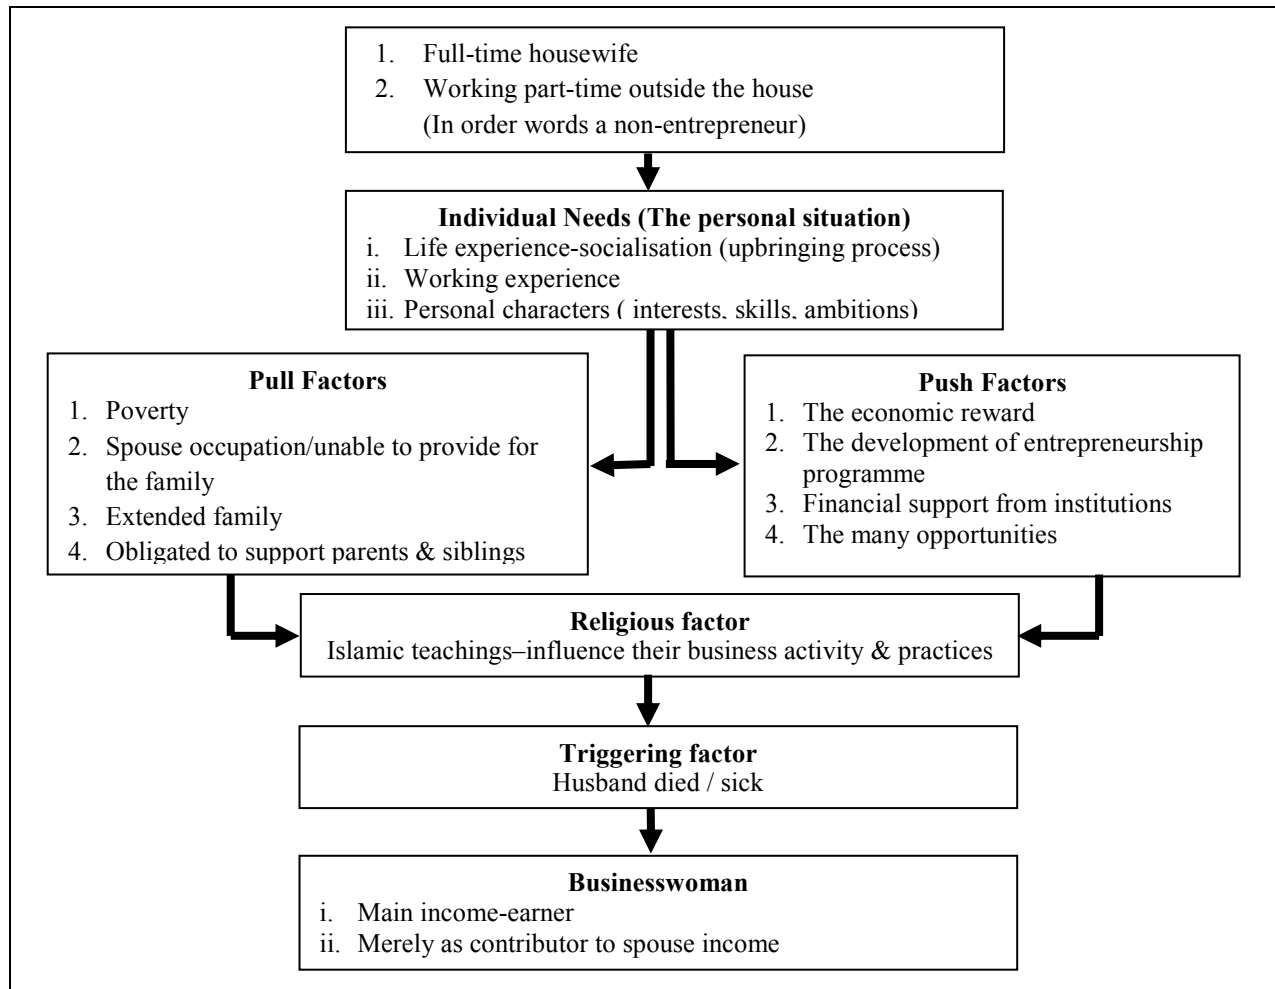 1. Full-time housewife
2. Working part-time outside the house
(In order words a non-entrepreneur)
Individual Needs (The personal situation)
i. Life experience-socialisation (upbringing process)
ii. Working experience
iii. Personal characters ( interests, skills, ambitions)
Pull Factors
1. Poverty
2. Spouse occupation/unable to provide for
the family
3. Extended family
4. Obligated to support parents & siblings
Push Factors
1. The economic reward
2. The development of entrepreneurship
programme
3. Financial support from institutions
4. The many opportunities
Religious factor
Islamic teachings–influence their business activity & practices
Triggering factor
Husband died / sick
Businesswoman
i. Main income-earner
ii. Merely as contributor to spouse income